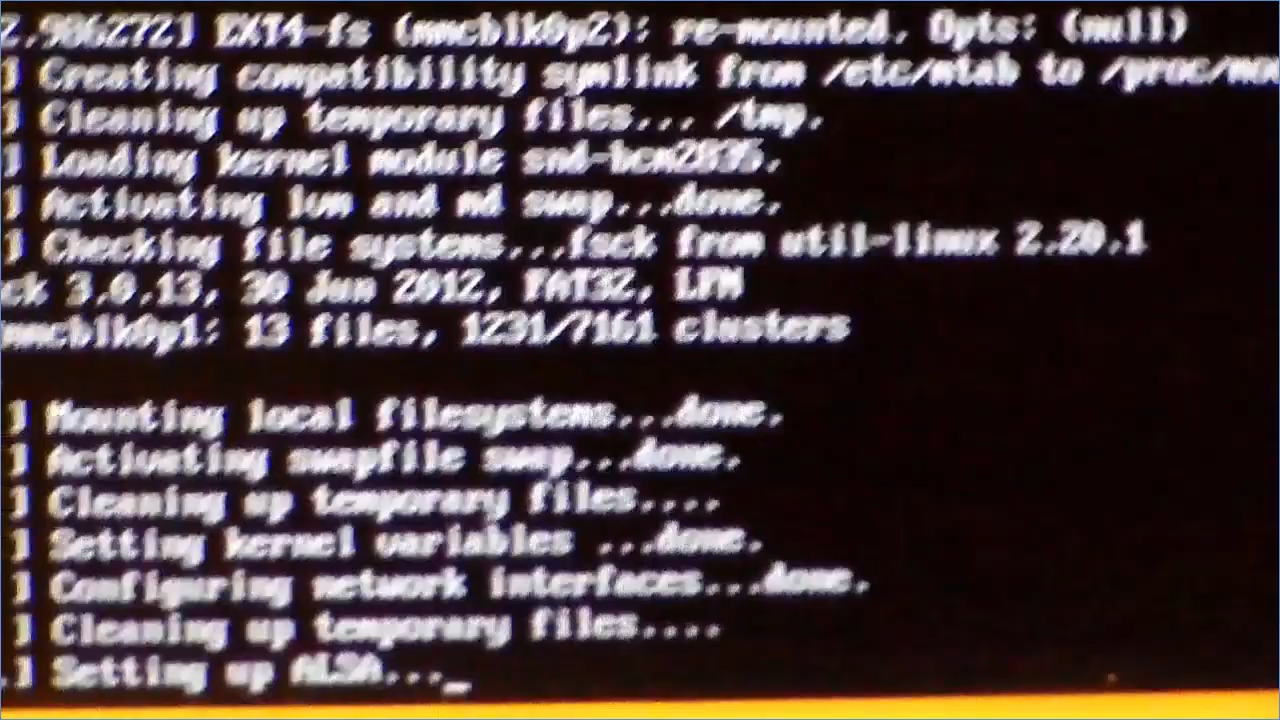 2.906272] EXT4-fs (mmcblk0p2): re-mounted. Opts: (null)
] Creating compatibility symlink from /etc/mtab to /proc/mou
] Cleaning up temporary files... /tmp.
] Loading kernel module snd-bcm2835.
] Activating lvm and md swap...done.
] Checking file systems...fsck from util-linux 2.20.1
ck 3.0.13, 30 Jun 2012, FAT32, LFN
mmcblk0p1: 13 files, 1231/7161 clusters
] Mounting local filesystems...done.
] Activating swapfile swap...done.
] Cleaning up temporary files....
] Setting kernel variables ...done.
] Configuring network interfaces...done.
] Cleaning up temporary files....
.] Setting up ALSA..._